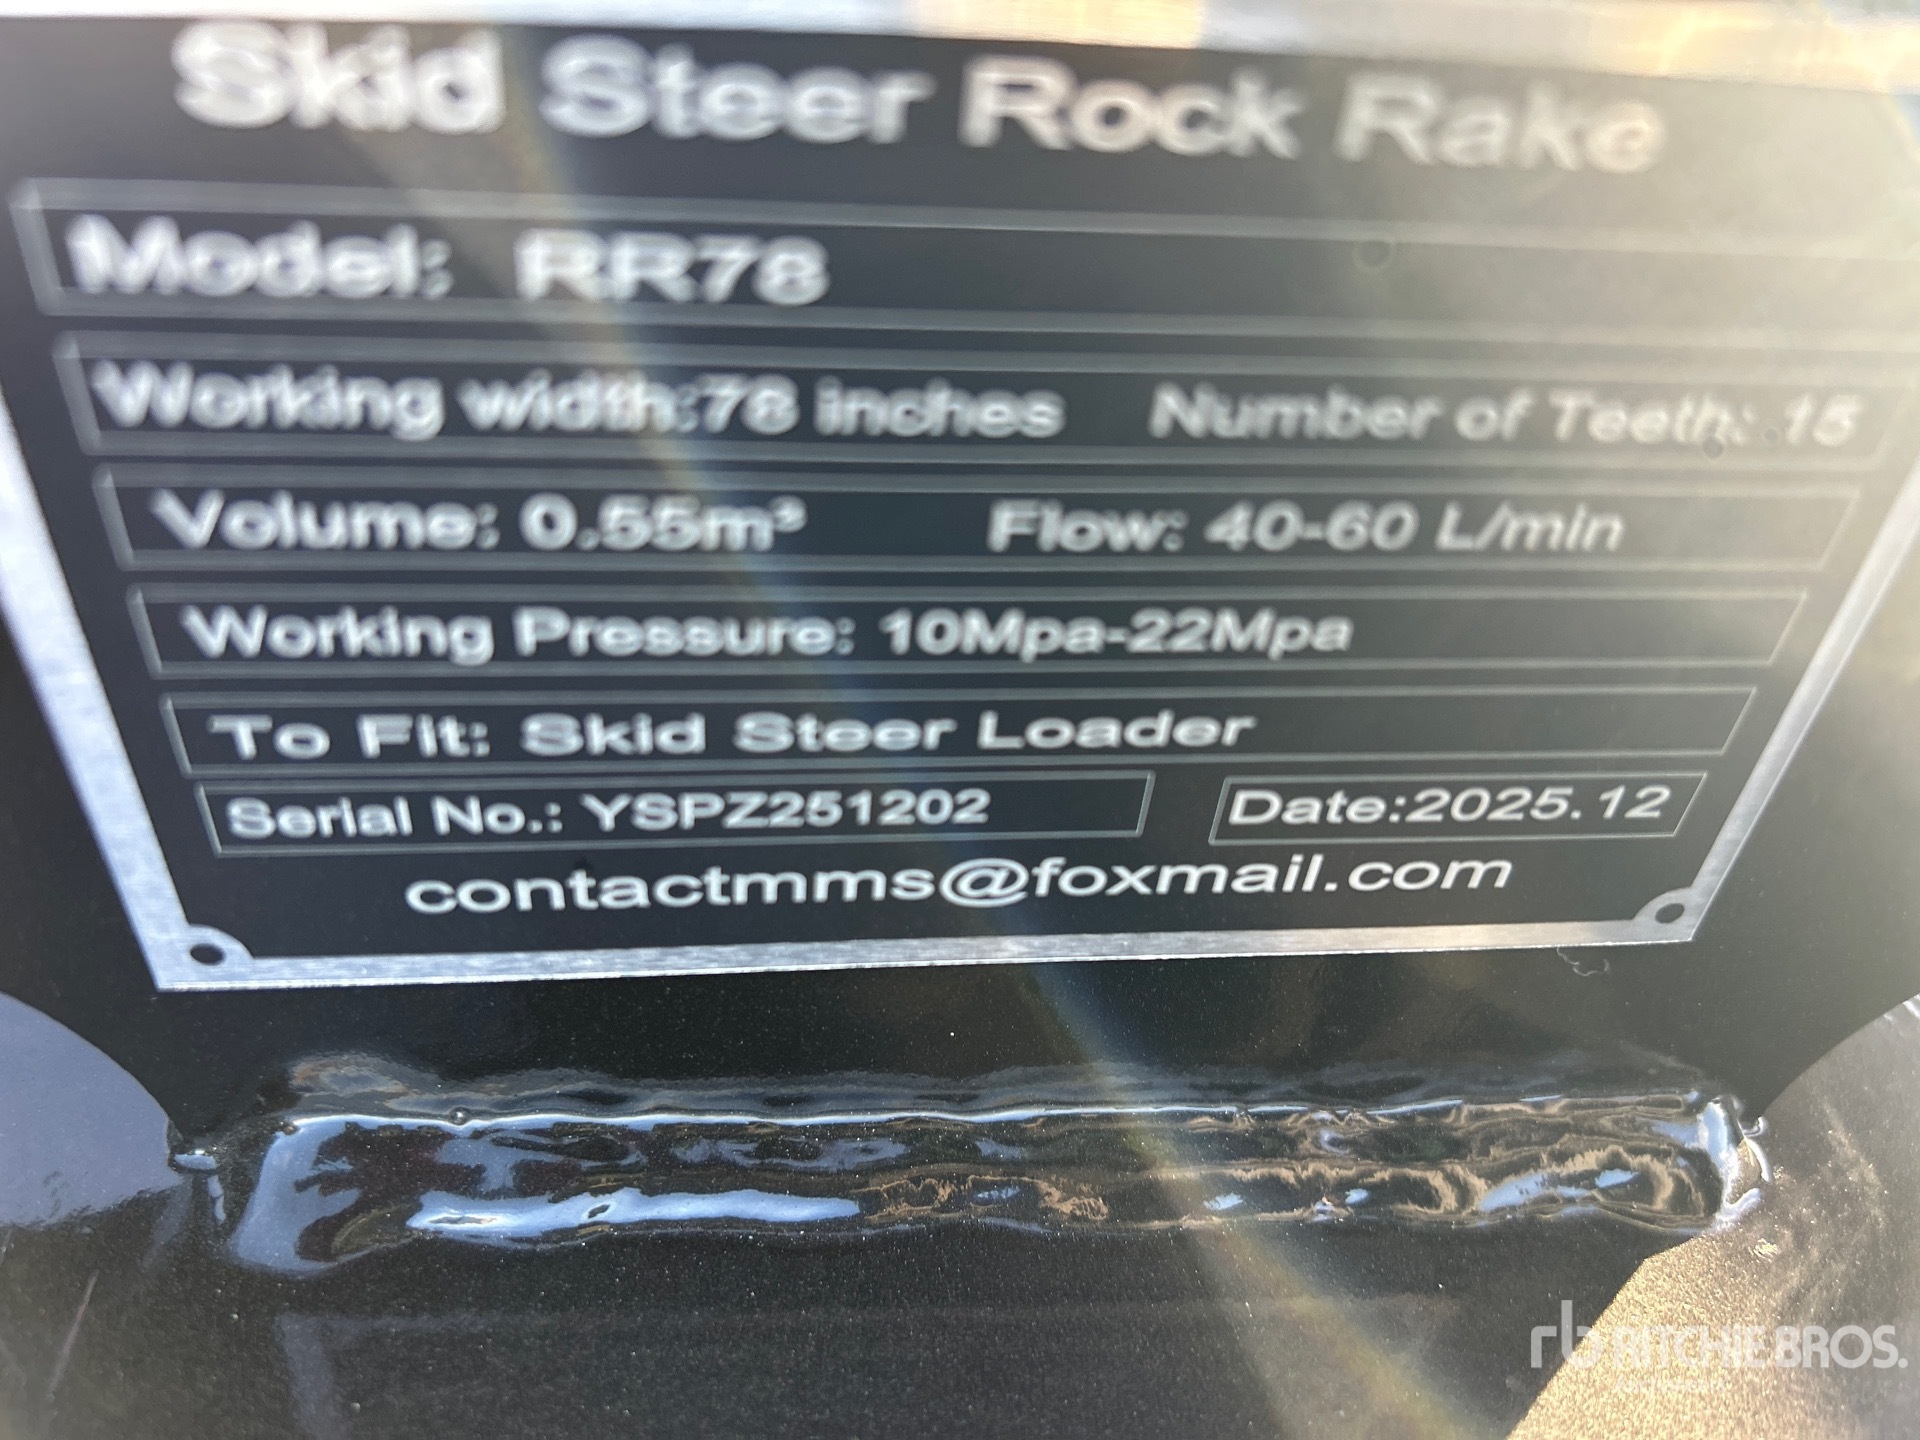 Skid Steer Rock Rake
Model: RR78
Working width:78 inches Number of Teeth: 15
Volume: 0.55m³ Flow: 40-60 L/min
Working Pressure: 10Mpa-22Mpa
To Fit: Skid Steer Loader
Serial No.: YSPZ251202 Date:2025.12
contactmms@foxmail.com
rb RITCHIE BROS.